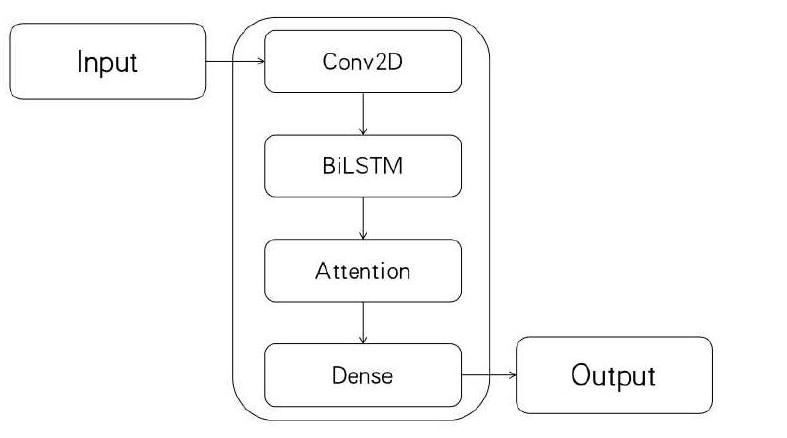 Input
Conv2D
BiLSTM
Attention
Dense
Output